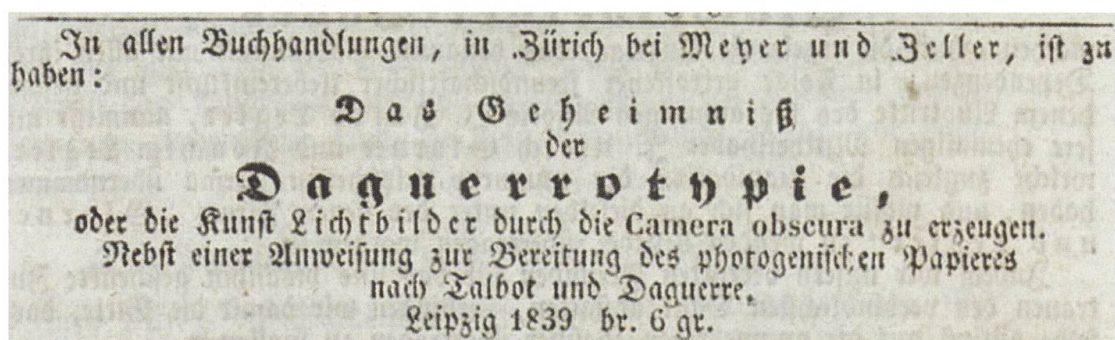 In allen Buchhandlungen, in Zürich bei Meyer und Zeller, ist zu
haben:
Das Geheimniß
der
Daguerrotypie,
oder die Kunst Lichtbilder durch die Camera obscura zu erzeugen.
Nebst einer Anweisung zur Bereitung des photogenischen Papieres
nach Talbot und Daguerre.
Leipzig 1839 br. 6 gr.